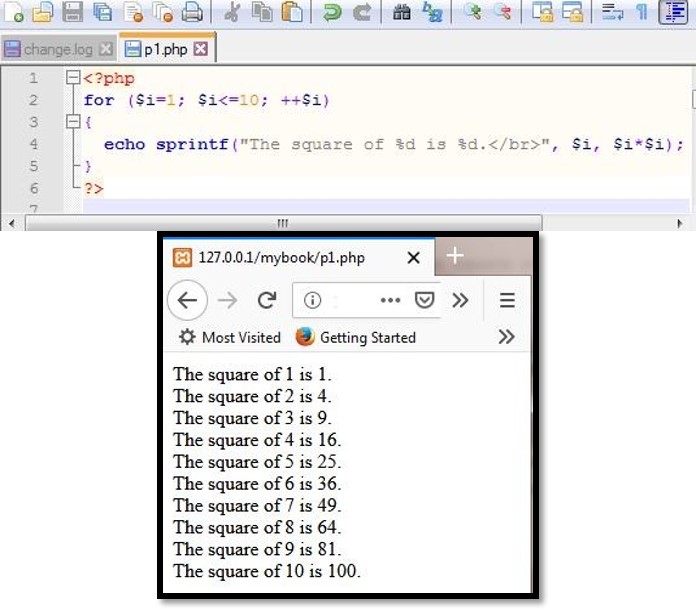 change.log
p1.php
1 <?php
2 for ($i=1; $i<=10; ++$i)
3 {
4 echo sprintf("The square of %d is %d.</br>", $i, $i*$i);
5 }
6 ?>
7
127.0.0.1/mybook/p1.php
Most Visited Getting Started
The square of 1 is 1.
The square of 2 is 4.
The square of 3 is 9.
The square of 4 is 16.
The square of 5 is 25.
The square of 6 is 36.
The square of 7 is 49.
The square of 8 is 64.
The square of 9 is 81.
The square of 10 is 100.